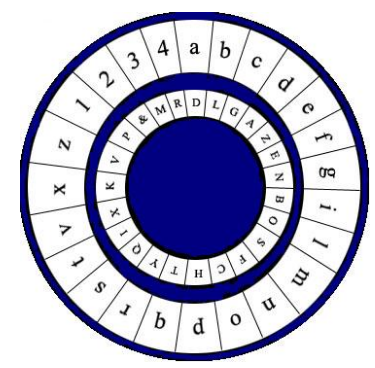 a b c d e f g i l m n o p q r s t v x z 1 2 3 4
D L G A Z E N B O S F C H T Y Q I X K V P & M R